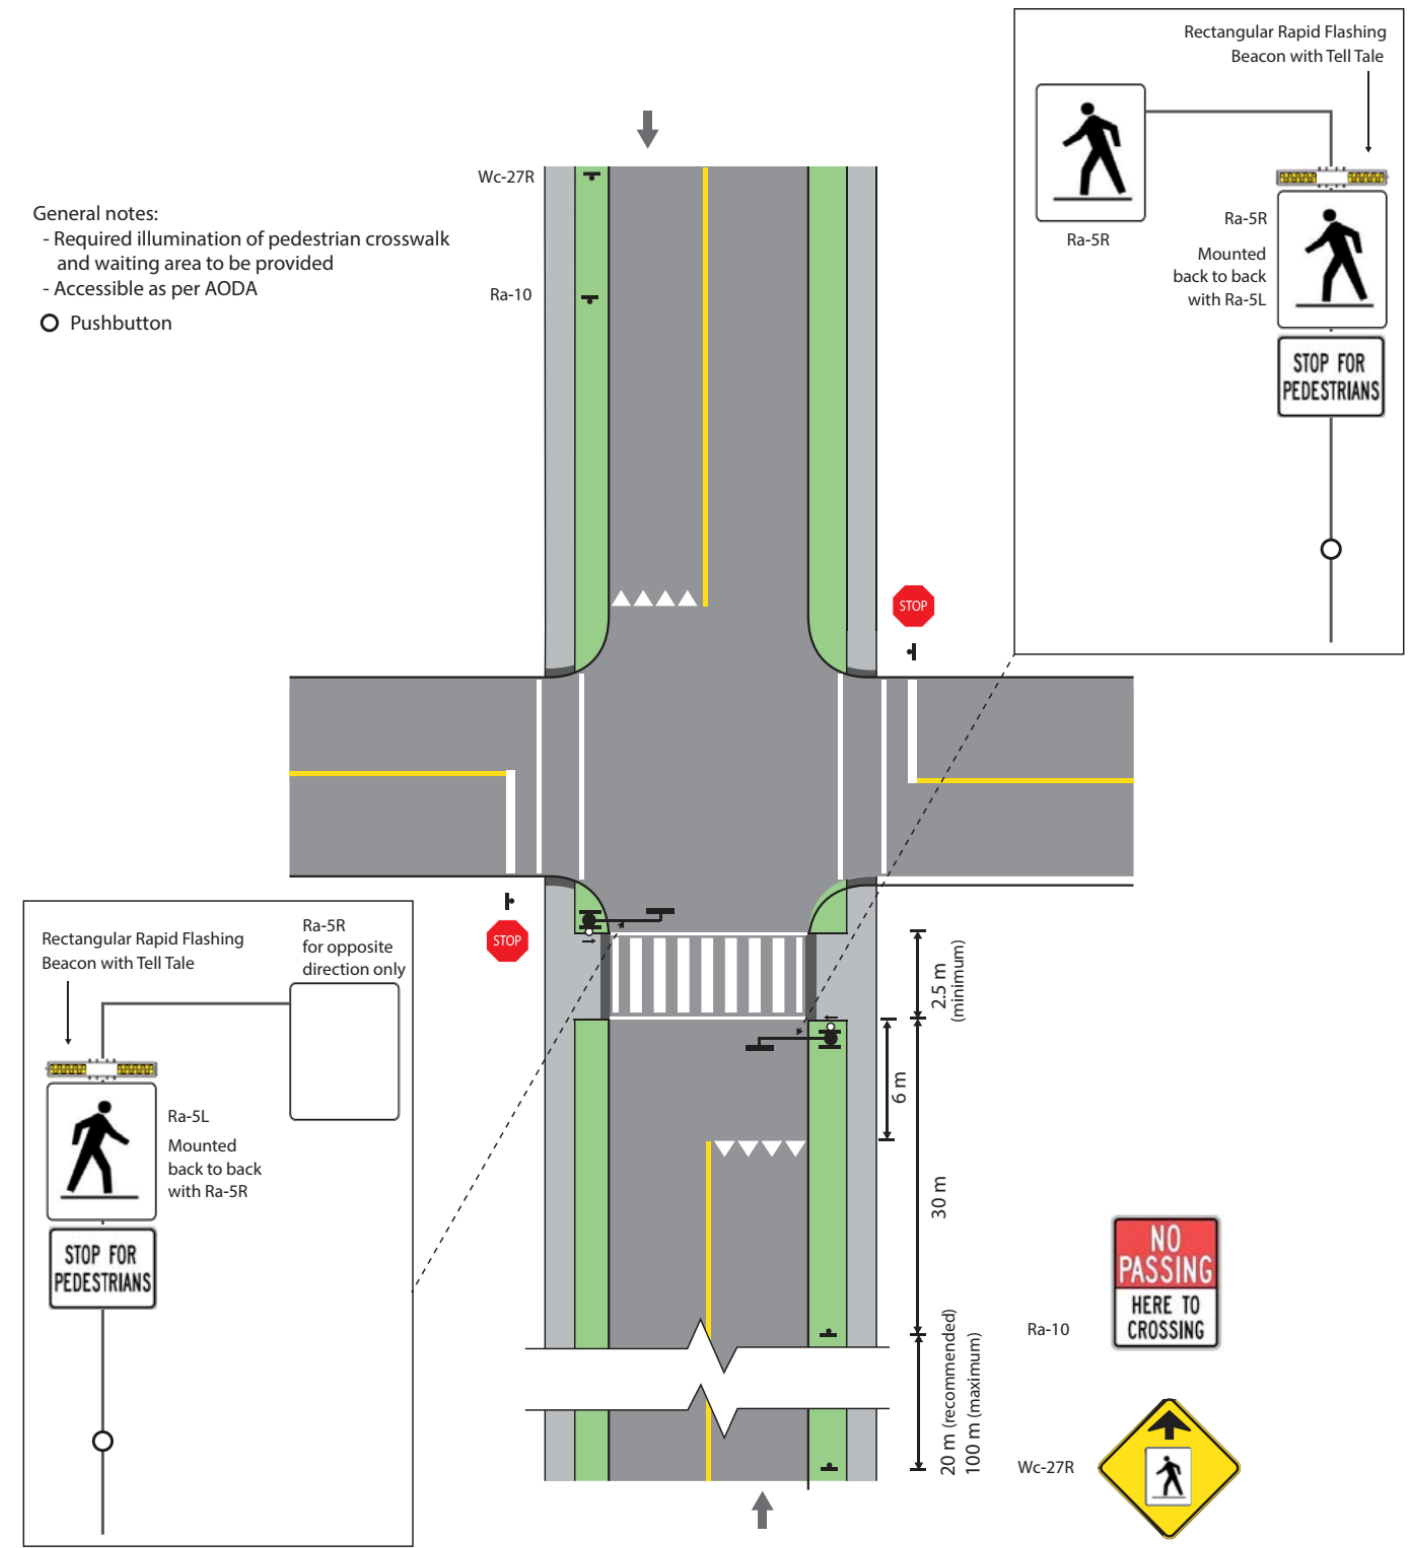 Rectangular Rapid Flashing
Beacon with Tell Tale
Ra-5R
Ra-5R
Mounted
back to back
with Ra-5L
STOP FOR
PEDESTRIANS
Wc-27R
General notes:
- Required illumination of pedestrian crosswalk
and waiting area to be provided
- Accessible as per AODA
Pushbutton
Ra-10
STOP
STOP
Rectangular Rapid Flashing
Beacon with Tell Tale
Ra-5R
for opposite
direction only
Ra-5L
Mounted
back to back
with Ra-5R
STOP FOR
PEDESTRIANS
2.5 m
(minimum)
6 m
30 m
20 m (recommended)
100 m (maximum)
Ra-10
NO
PASSING
HERE TO
CROSSING
Wc-27R